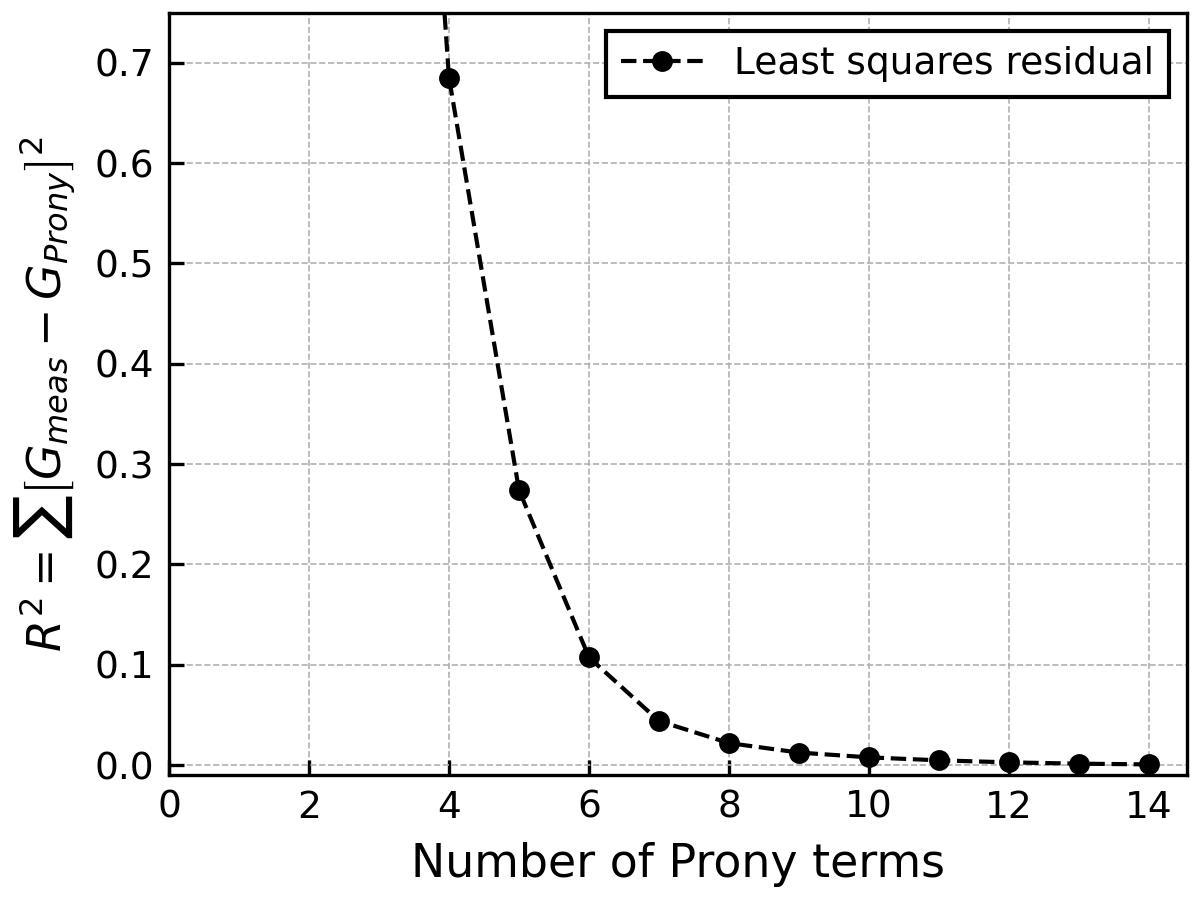 Least squares residual
R² = ∑[G_meas − G_Prony]²
0.7
0.6
0.5
0.4
0.3
0.2
0.1
0.0
0 2 4 6 8 10 12 14
Number of Prony terms